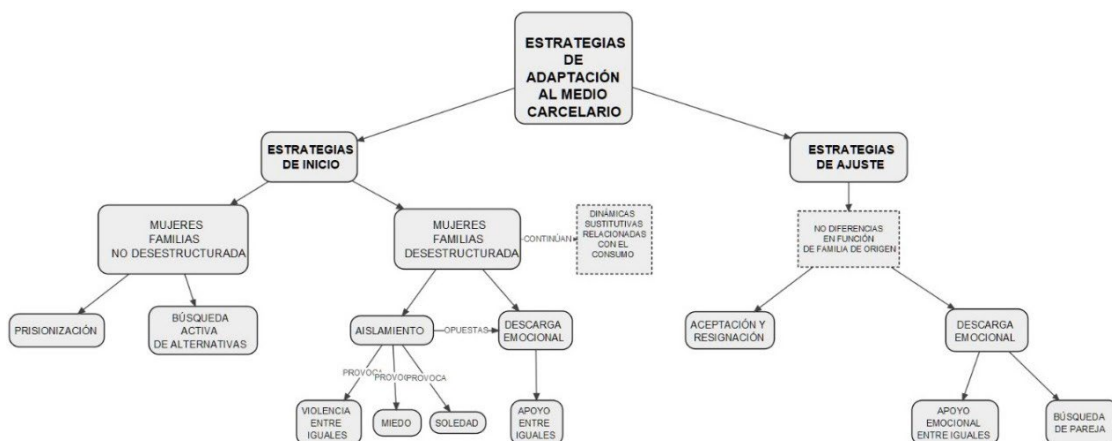 ESTRATEGIAS
DE
ADAPTACIÓN
AL MEDIO
CARCELARIO
ESTRATEGIAS
DE INICIO
ESTRATEGIAS
DE AJUSTE
MUJERES
FAMILIAS
NO DESESTRUCTURADA
MUJERES
FAMILIAS
DESESTRUCTURADA
CONTINÚAN
DINÁMICAS
SUSTITUTIVAS
RELACIONADAS
CON EL
CONSUMO
NO DIFERENCIAS
EN FUNCIÓN
DE FAMILIA DE ORIGEN
PRISIONIZACIÓN
BÚSQUEDA
ACTIVA
DE ALTERNATIVAS
AISLAMIENTO
OPUESTAS
DESCARGA
EMOCIONAL
ACEPTACIÓN Y
RESIGNACIÓN
DESCARGA
EMOCIONAL
PROVOCA
PROVOCA
VIOLENCIA
ENTRE
IGUALES
MIEDO
SOLEDAD
APOYO
ENTRE
IGUALES
APOYO
EMOCIONAL
ENTRE IGUALES
BÚSQUEDA
DE PAREJA